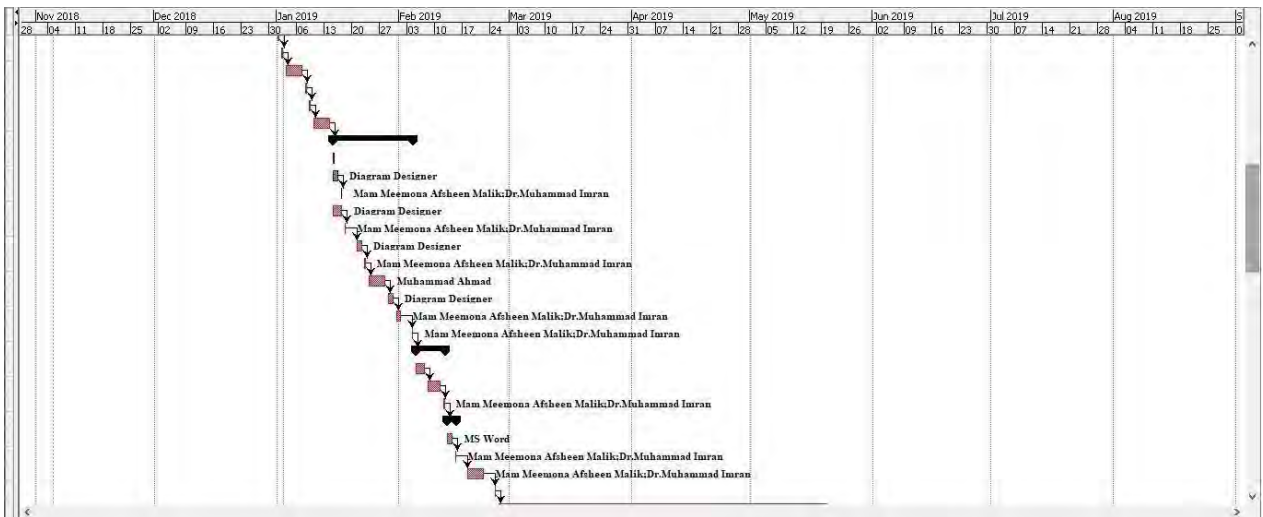 Nov 2018 Dec 2018 Jan 2019 Feb 2019 Mar 2019 Apr 2019 May 2019 Jun 2019 Jul 2019 Aug 2019 S
28 04 11 18 25 02 09 16 23 30 06 13 20 27 03 10 17 24 03 10 17 24 31 07 14 21 28 05 12 19 26 02 09 16 23 30 07 14 21 28 04 11 18 25 0
Diagram Designer
Mam Meemona Afsheen Malik;Dr.Muhammad Imran
Diagram Designer
Mam Meemona Afsheen Malik;Dr.Muhammad Imran
Diagram Designer
Mam Meemona Afsheen Malik;Dr.Muhammad Imran
Muhammad Ahmad
Diagram Designer
Mam Meemona Afsheen Malik;Dr.Muhammad Imran
Mam Meemona Afsheen Malik;Dr.Muhammad Imran
Mam Meemona Afsheen Malik;Dr.Muhammad Imran
MS Word
Mam Meemona Afsheen Malik;Dr.Muhammad Imran
Mam Meemona Afsheen Malik;Dr.Muhammad Imran